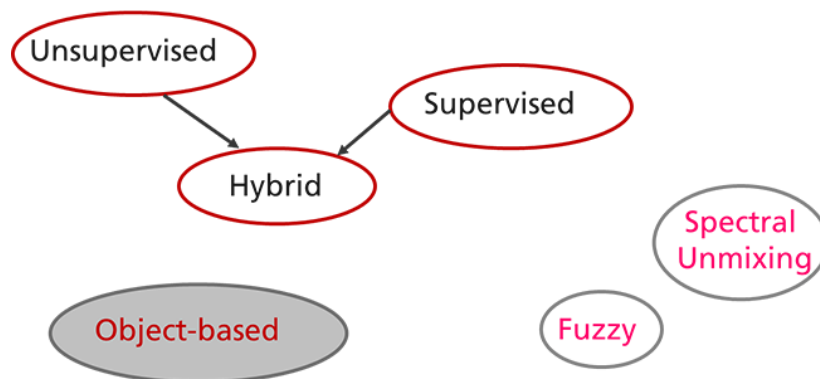 Unsupervised
Supervised
Hybrid
Spectral
Unmixing
Object-based
Fuzzy